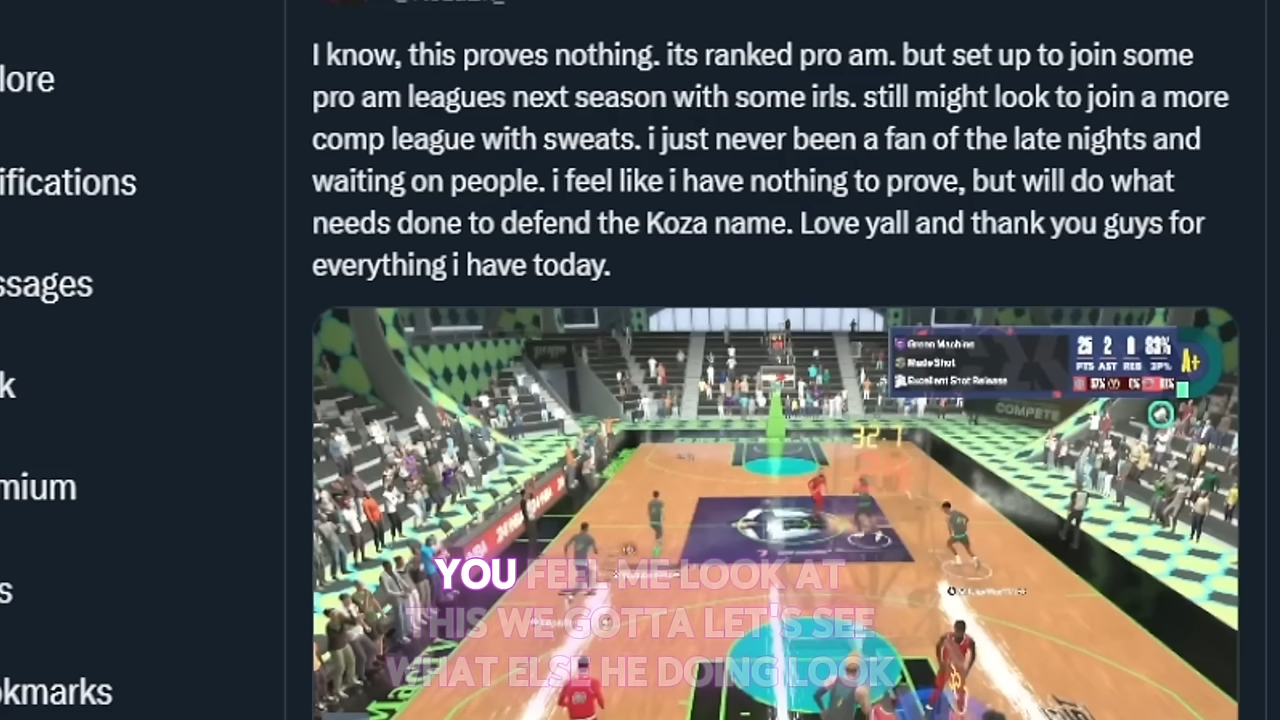 lore
ifications
ssages
k
mium
s
okmarks
I know, this proves nothing. its ranked pro am. but set up to join some
pro am leagues next season with some irls. still might look to join a more
comp league with sweats. i just never been a fan of the late nights and
waiting on people. i feel like i have nothing to prove, but will do what
needs done to defend the Koza name. Love yall and thank you guys for
everything i have today.
Green Machine
Made Shot
Excellent Shot Release
25 2 0 83%
PTS AST REB 3P%
A+
COMPETE
32.7
YOU FEEL ME LOOK AT
THIS WE GOTTA LET'S SEE
WHAT ELSE HE DOING LOOK